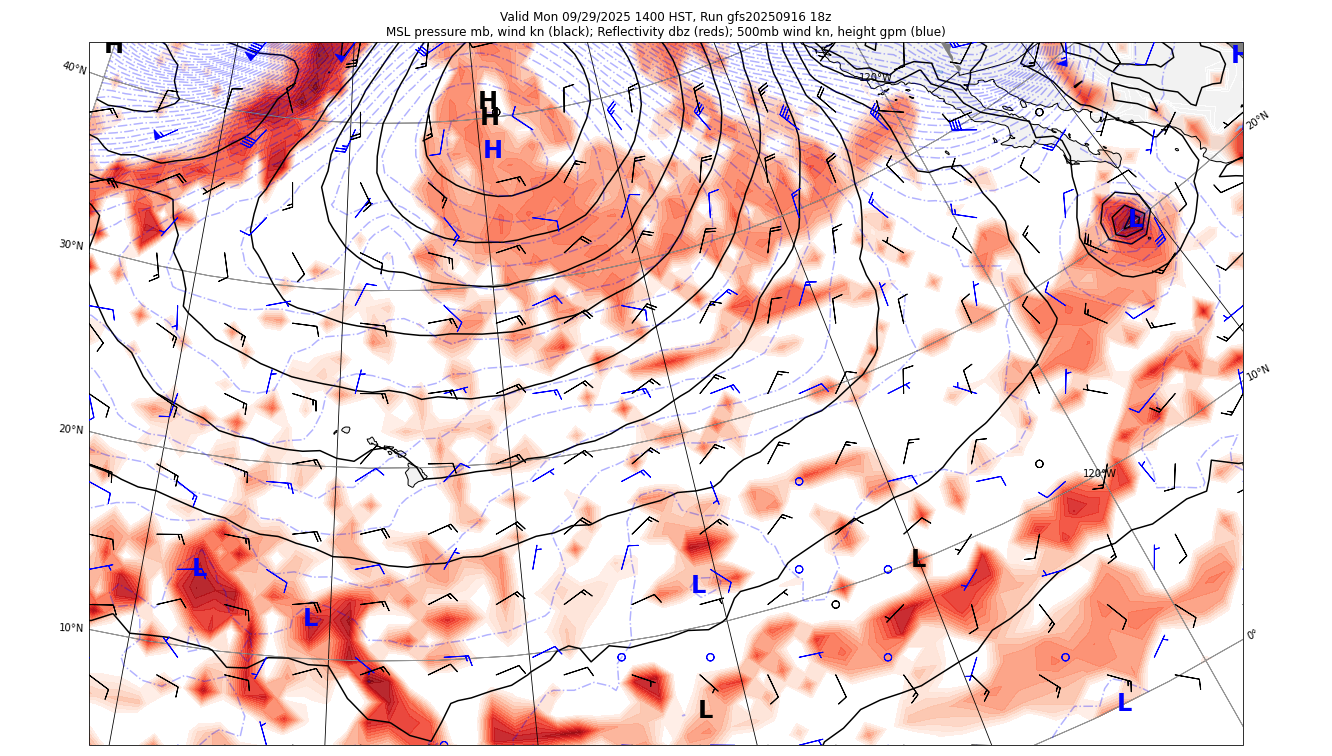 Valid Mon 09/29/2025 1400 HST, Run gfs20250916 18z
MSL pressure mb, wind kn (black); Reflectivity dbz (reds); 500mb wind kn, height gpm (blue)
H
H
40°N
120°W
H
H
20°N
H
L
30°N
10°N
20°N
120°W
L
L
L
L
10°N
0°
L
L